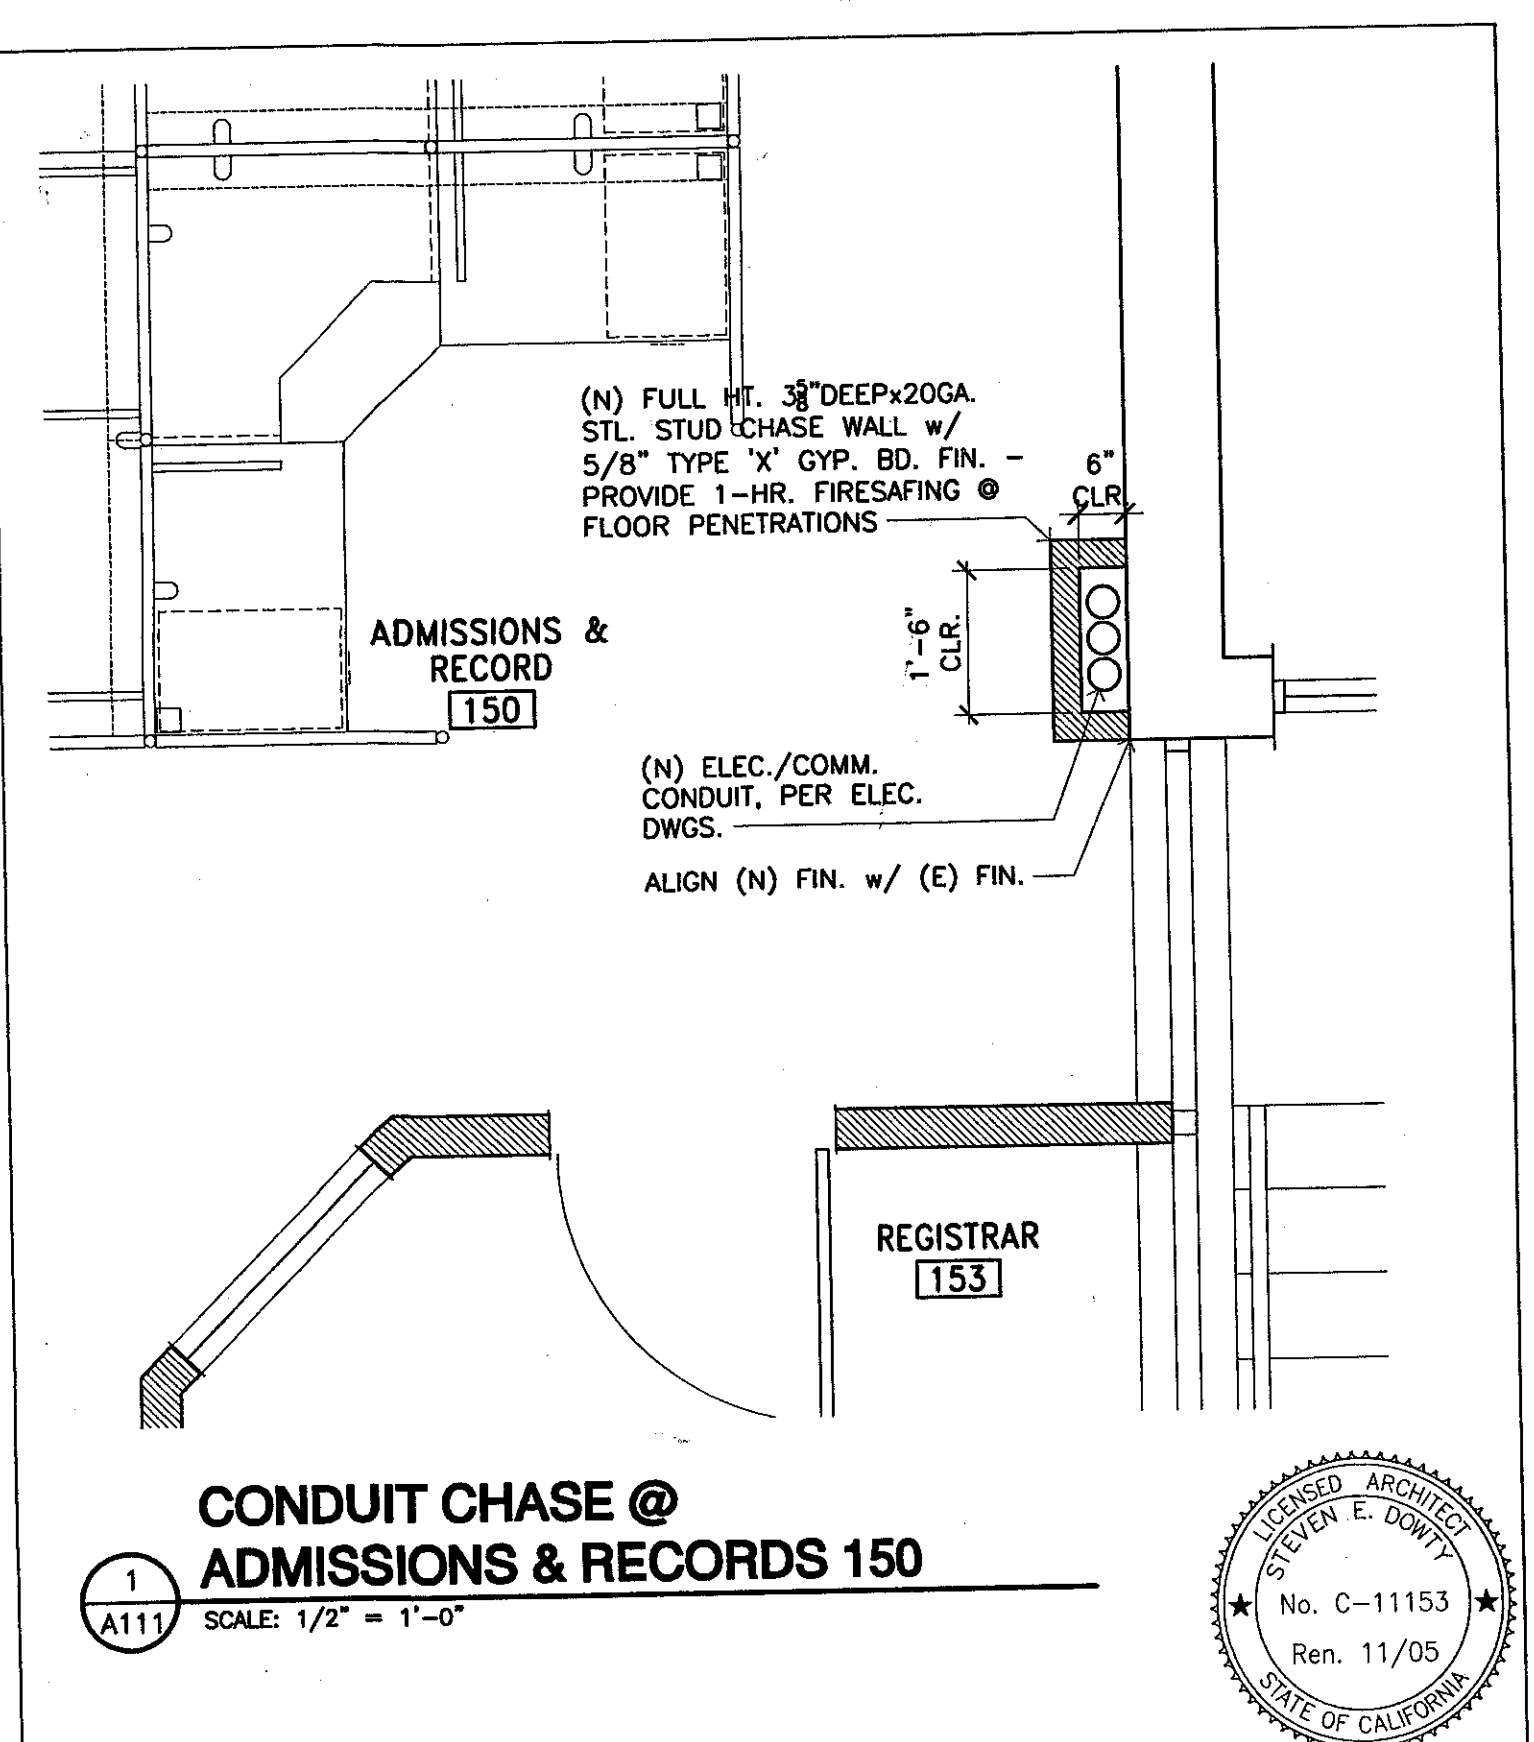 (N) FULL HT. 3 5/8"DEEPx20GA.
STL. STUD CHASE WALL w/
5/8" TYPE 'X' GYP. BD. FIN. -
PROVIDE 1-HR. FIRESAFING @
FLOOR PENETRATIONS
6"
CLR.
1'-6"
CLR.
ADMISSIONS &
RECORD
150
(N) ELEC./COMM.
CONDUIT, PER ELEC.
DWGS.
ALIGN (N) FIN. w/ (E) FIN.
REGISTRAR
153
CONDUIT CHASE @
ADMISSIONS & RECORDS 150
1
A111
SCALE: 1/2" = 1'-0"
LICENSED ARCHITECT
STEVEN E. DOWTY
No. C-11153
Ren. 11/05
STATE OF CALIFORNIA